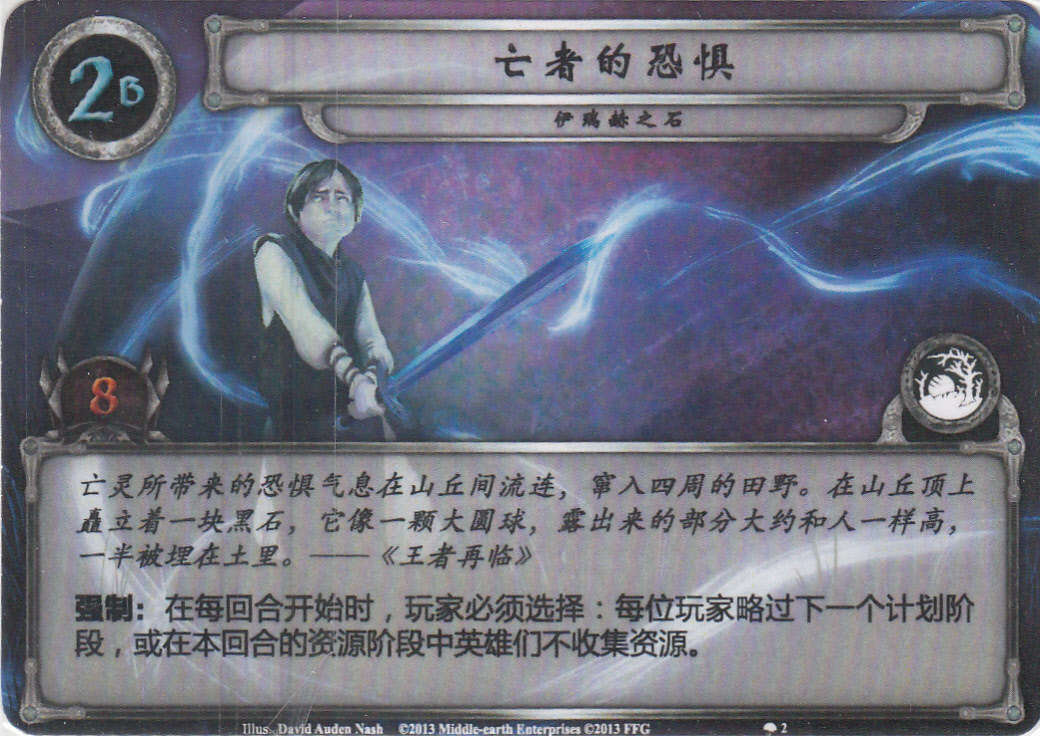 2B
亡者的恐惧
伊瑞赫之石
8
亡灵所带来的恐惧气息在山丘间流连，窜入四周的田野。在山丘顶上
矗立着一块黑石，它像一颗大圆球，露出来的部分大约和人一样高，
一半被埋在土里。——《王者再临》
强制：在每回合开始时，玩家必须选择：每位玩家略过下一个计划阶
段，或在本回合的资源阶段中英雄们不收集资源。
Illus. David Auden Nash ©2013 Middle-earth Enterprises ©2013 FFG 2